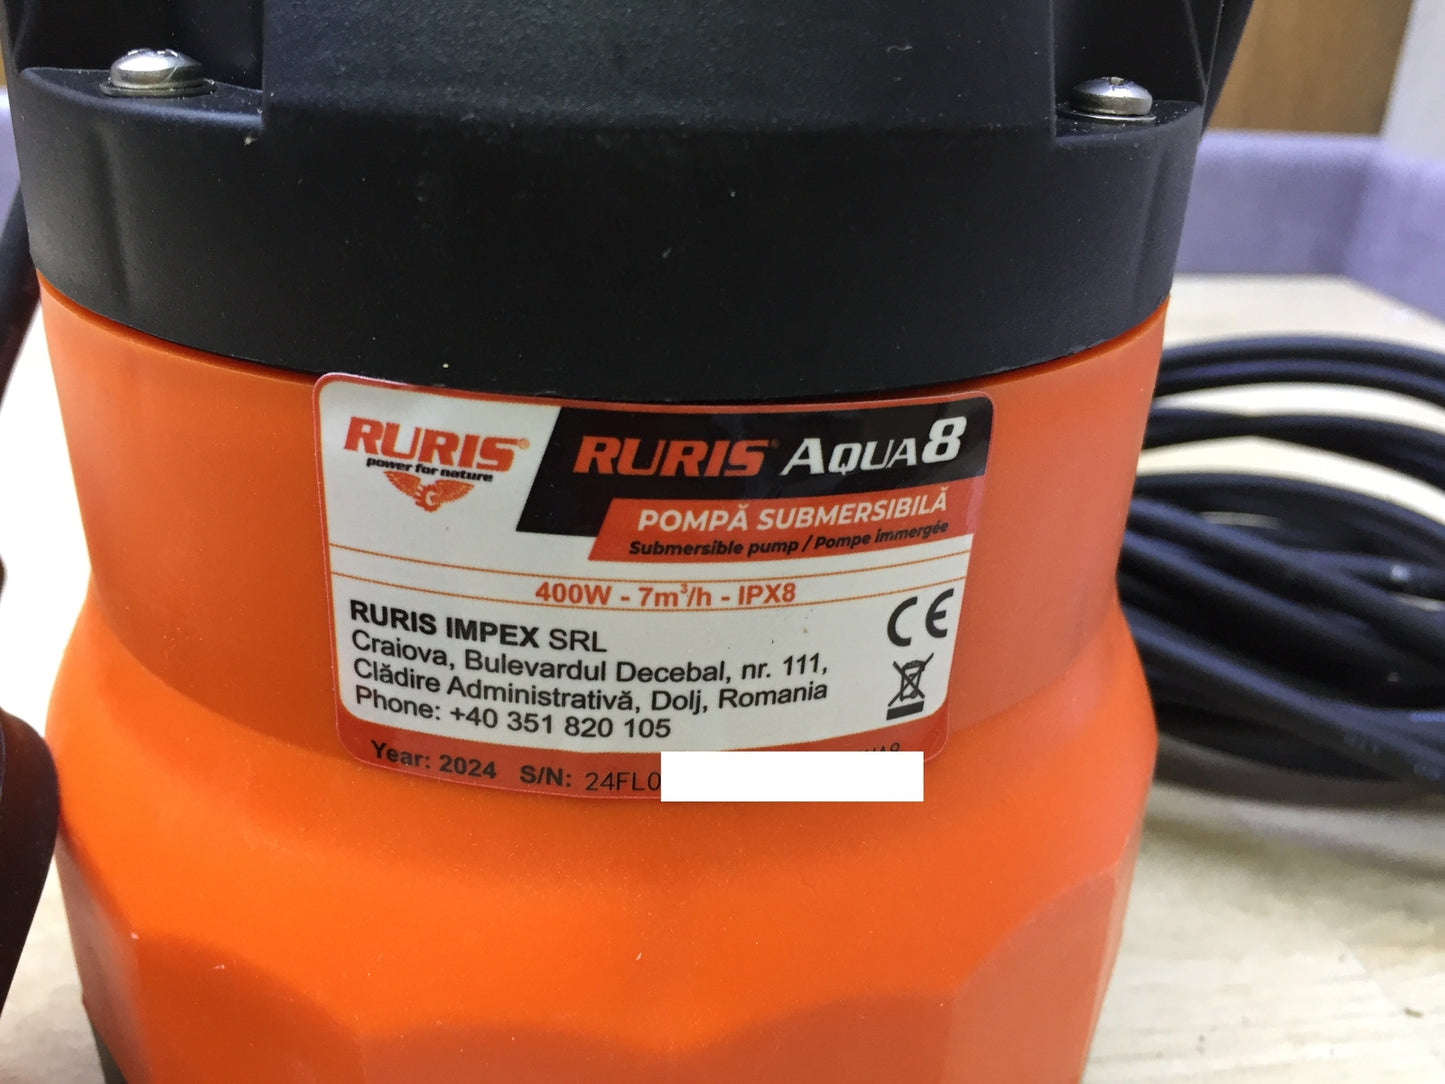 RURIS®
power for nature
RURIS® AQUA8
POMPĂ SUBMERSIBILĂ
Submersible pump / Pompe immergée
400W - 7m³/h - IPX8
RURIS IMPEX SRL
Craiova, Bulevardul Decebal, nr. 111,
Clădire Administrativă, Dolj, Romania
Phone: +40 351 820 105
CE
Year: 2024 S/N: 24FL0